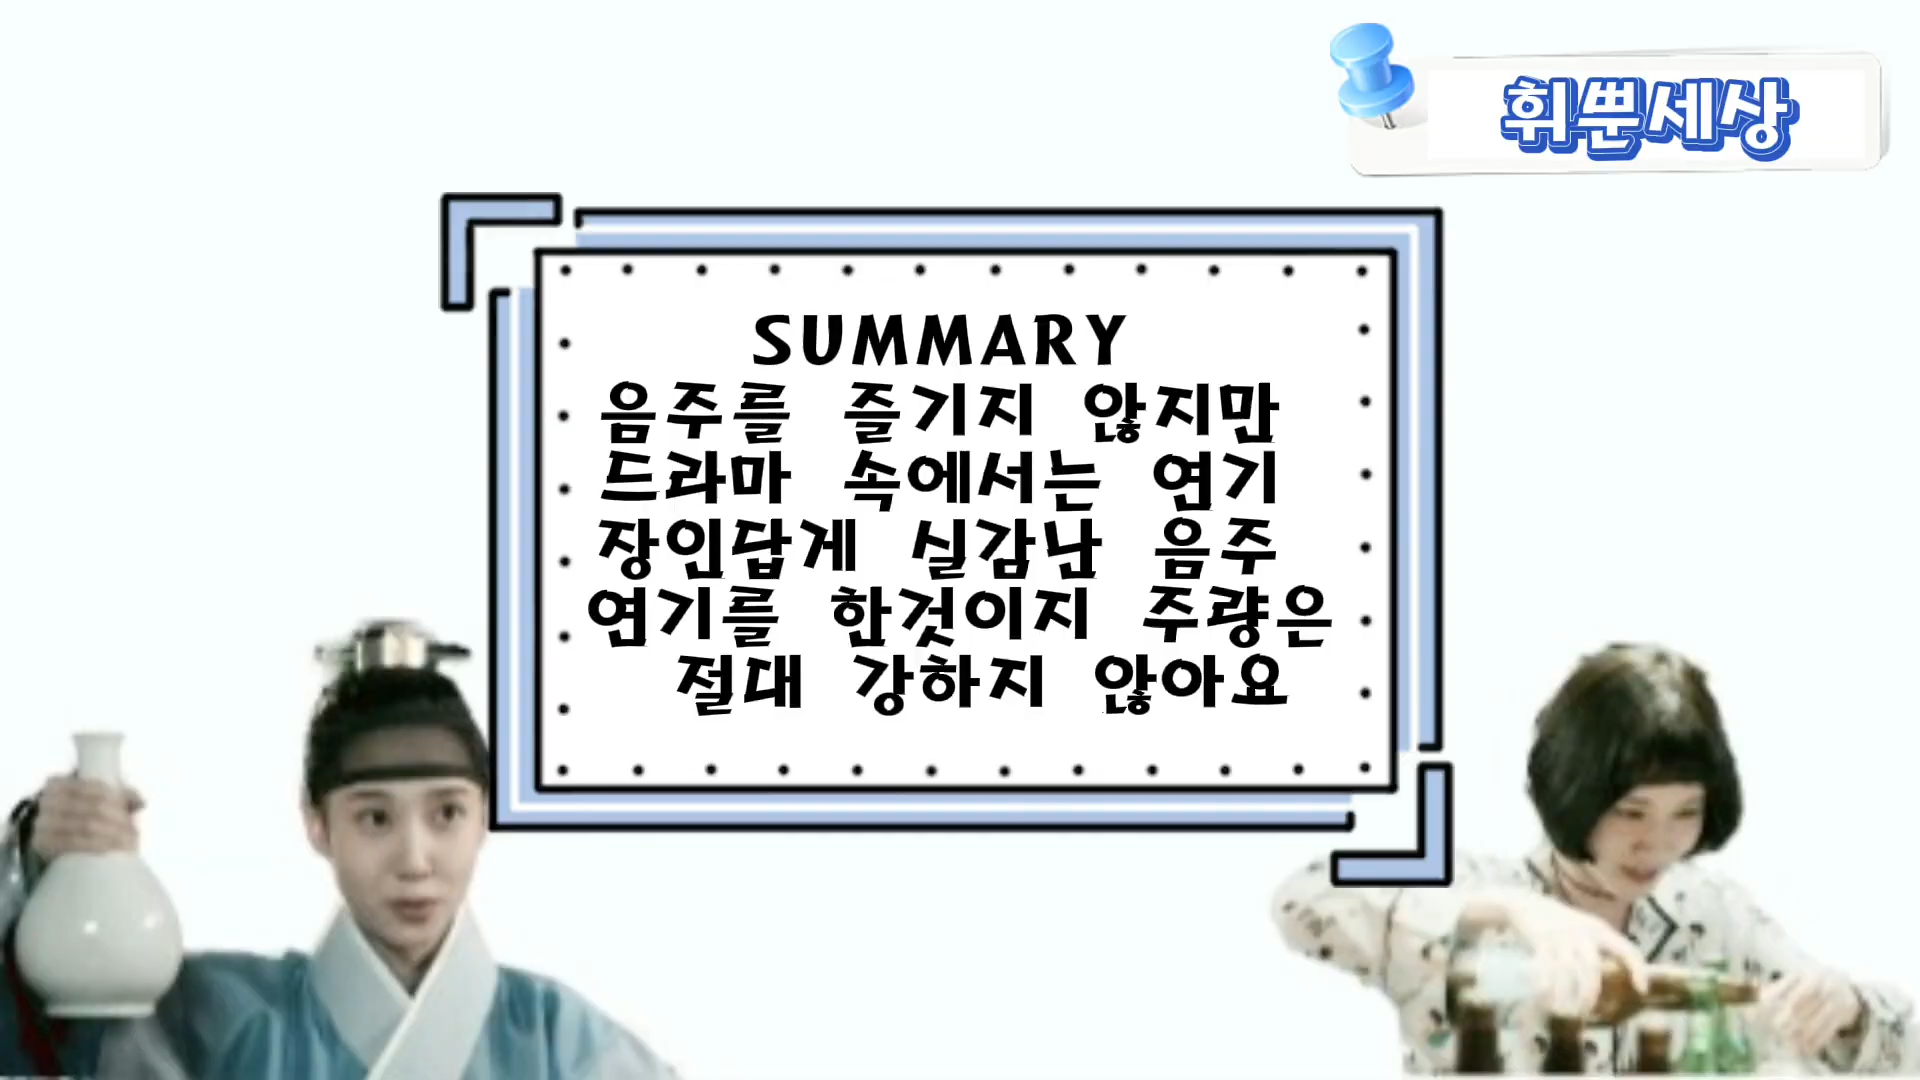 휘뿐세상
SUMMARY
음주를 즐기지 않지만
드라마 속에서는 연기
장인답게 실감난 음주
연기를 한것이지 주량은
절대 강하지 않아요